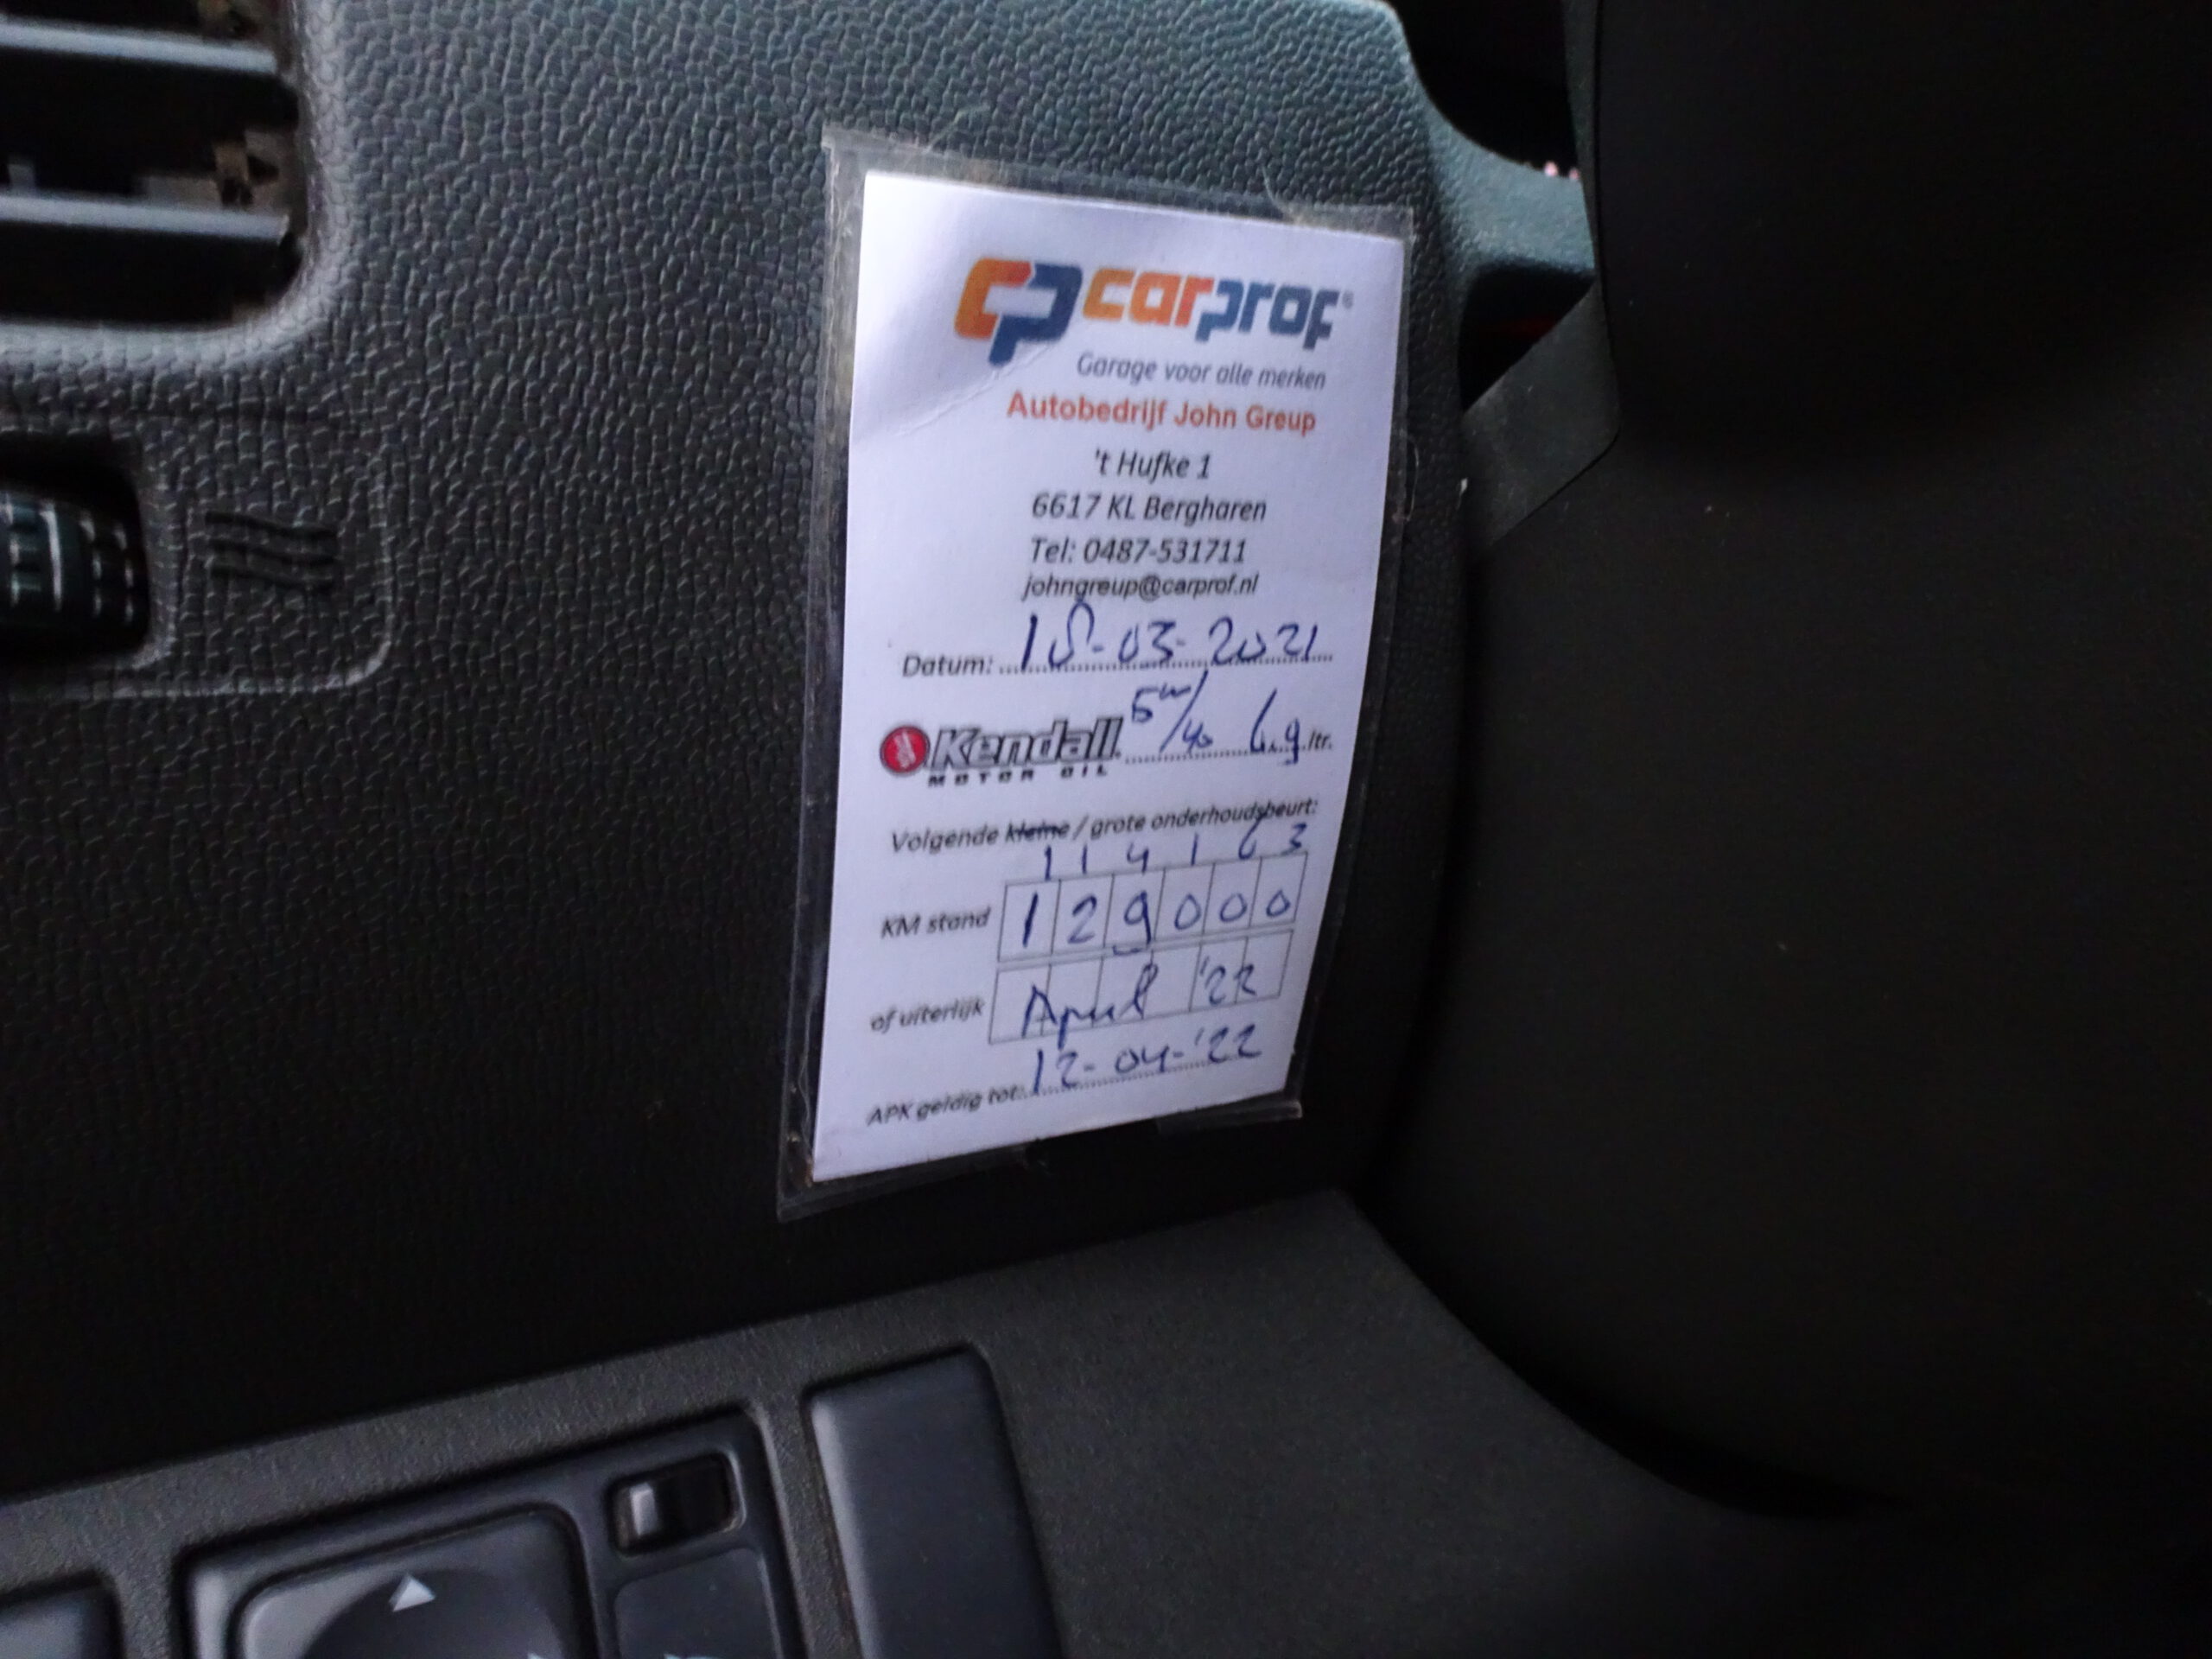 CP carprof®
Garage voor alle merken
Autobedrijf John Greup
't Hufke 1
6617 KL Bergharen
Tel: 0487-531711
johngreup@carprof.nl
Datum: 18-03-2021
Kendall 5w/40 6.9 ltr.
MOTOR OIL
Volgende kleine / grote onderhoudsbeurt:
114163
KM stand 129000
of uiterlijk April '22
APK geldig tot: 12-04-'22